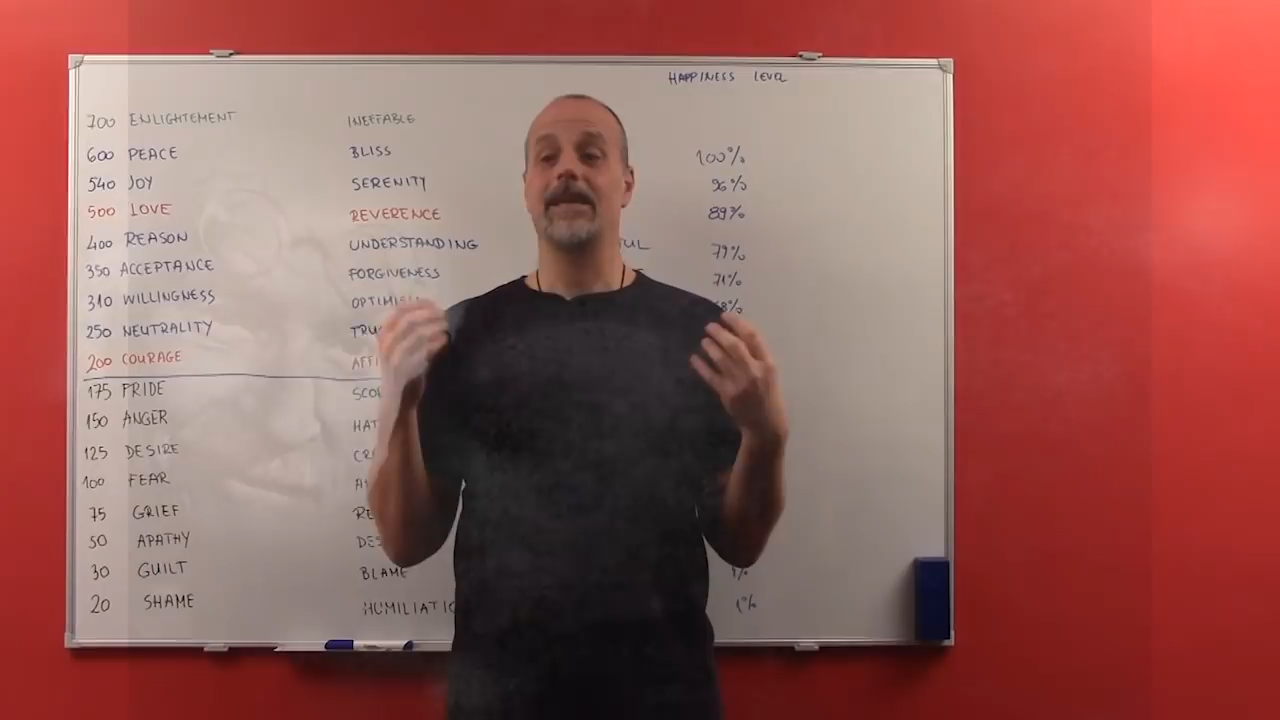 HAPPINESS LEVEL
700 ENLIGHTEMENT INEFFABLE
600 PEACE BLISS 100%
540 JOY SERENITY 96%
500 LOVE REVERENCE 89%
400 REASON UNDERSTANDING 79%
350 ACCEPTANCE FORGIVENESS 71%
310 WILLINGNESS
250 NEUTRALITY
200 COURAGE
175 PRIDE
150 ANGER
125 DESIRE
100 FEAR
75 GRIEF
50 APATHY
30 GUILT BLAME
20 SHAME 1%